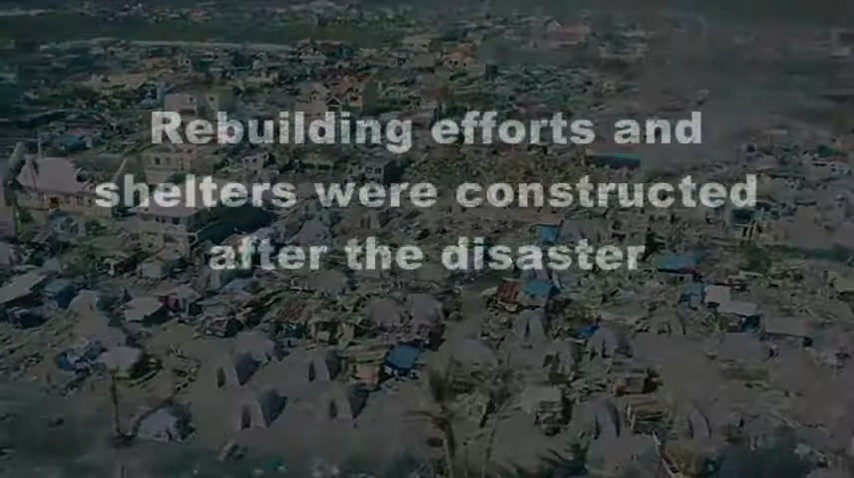 Rebuilding efforts and
shelters were constructed
after the disaster